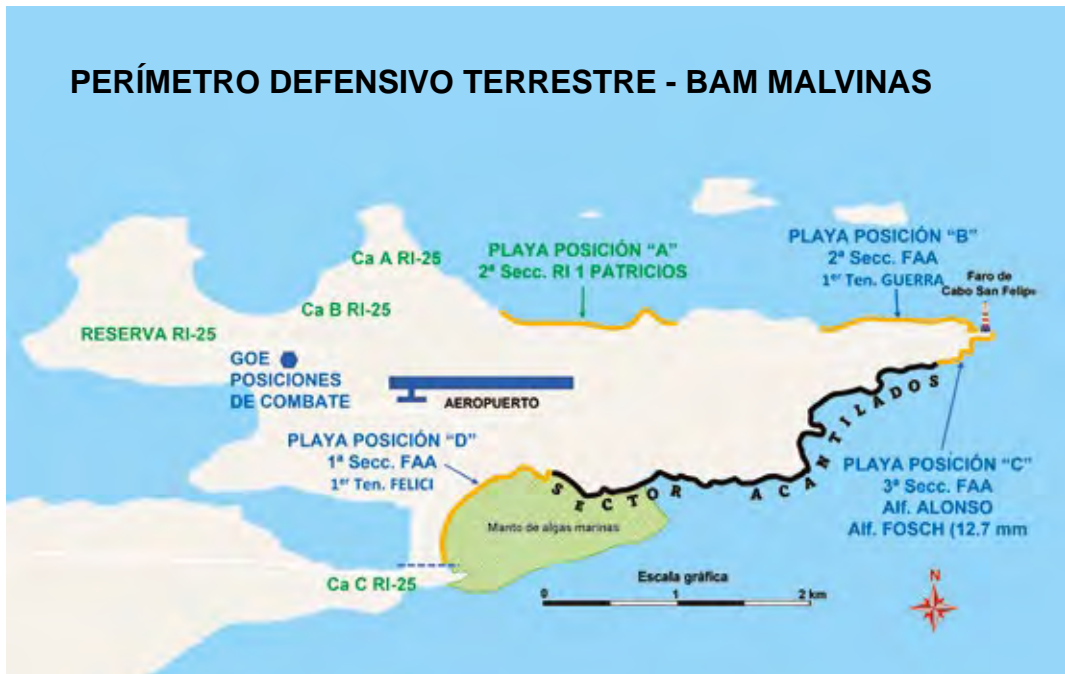 PERÍMETRO DEFENSIVO TERRESTRE - BAM MALVINAS
Ca A RI-25
PLAYA POSICIÓN “A”
2ª Secc. RI 1 PATRICIOS
PLAYA POSICIÓN “B”
2ª Secc. FAA
1er Ten. GUERRA
Faro de
Cabo San Felipe
Ca B RI-25
RESERVA RI-25
GOE
POSICIONES
DE COMBATE
AEROPUERTO
PLAYA POSICIÓN “D”
1ª Secc. FAA
1er Ten. FELICI
SECTOR ACANTILADOS
PLAYA POSICIÓN “C”
3ª Secc. FAA
Alf. ALONSO
Alf. FOSCH (12.7 mm
Manto de algas marinas
Ca C RI-25
Escala gráfica
0 1 2 km
N